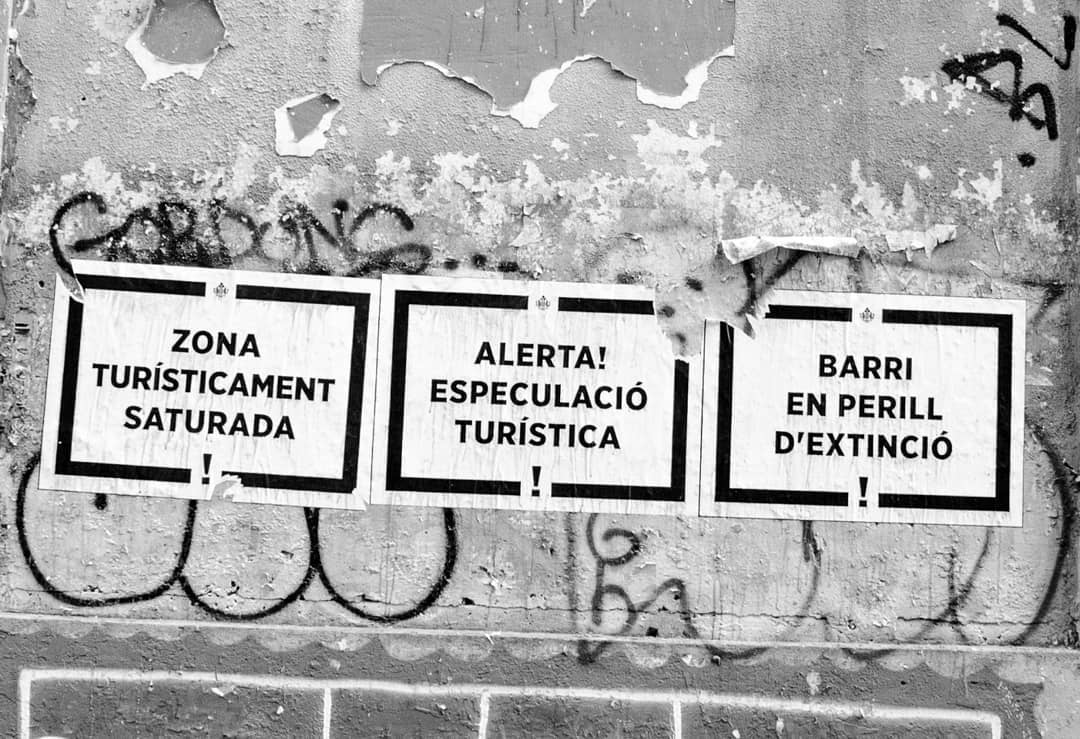 ZONA
TURÍSTICAMENT
SATURADA
!
ALERTA!
ESPECULACIÓ
TURÍSTICA
!
BARRI
EN PERILL
D'EXTINCIÓ
!